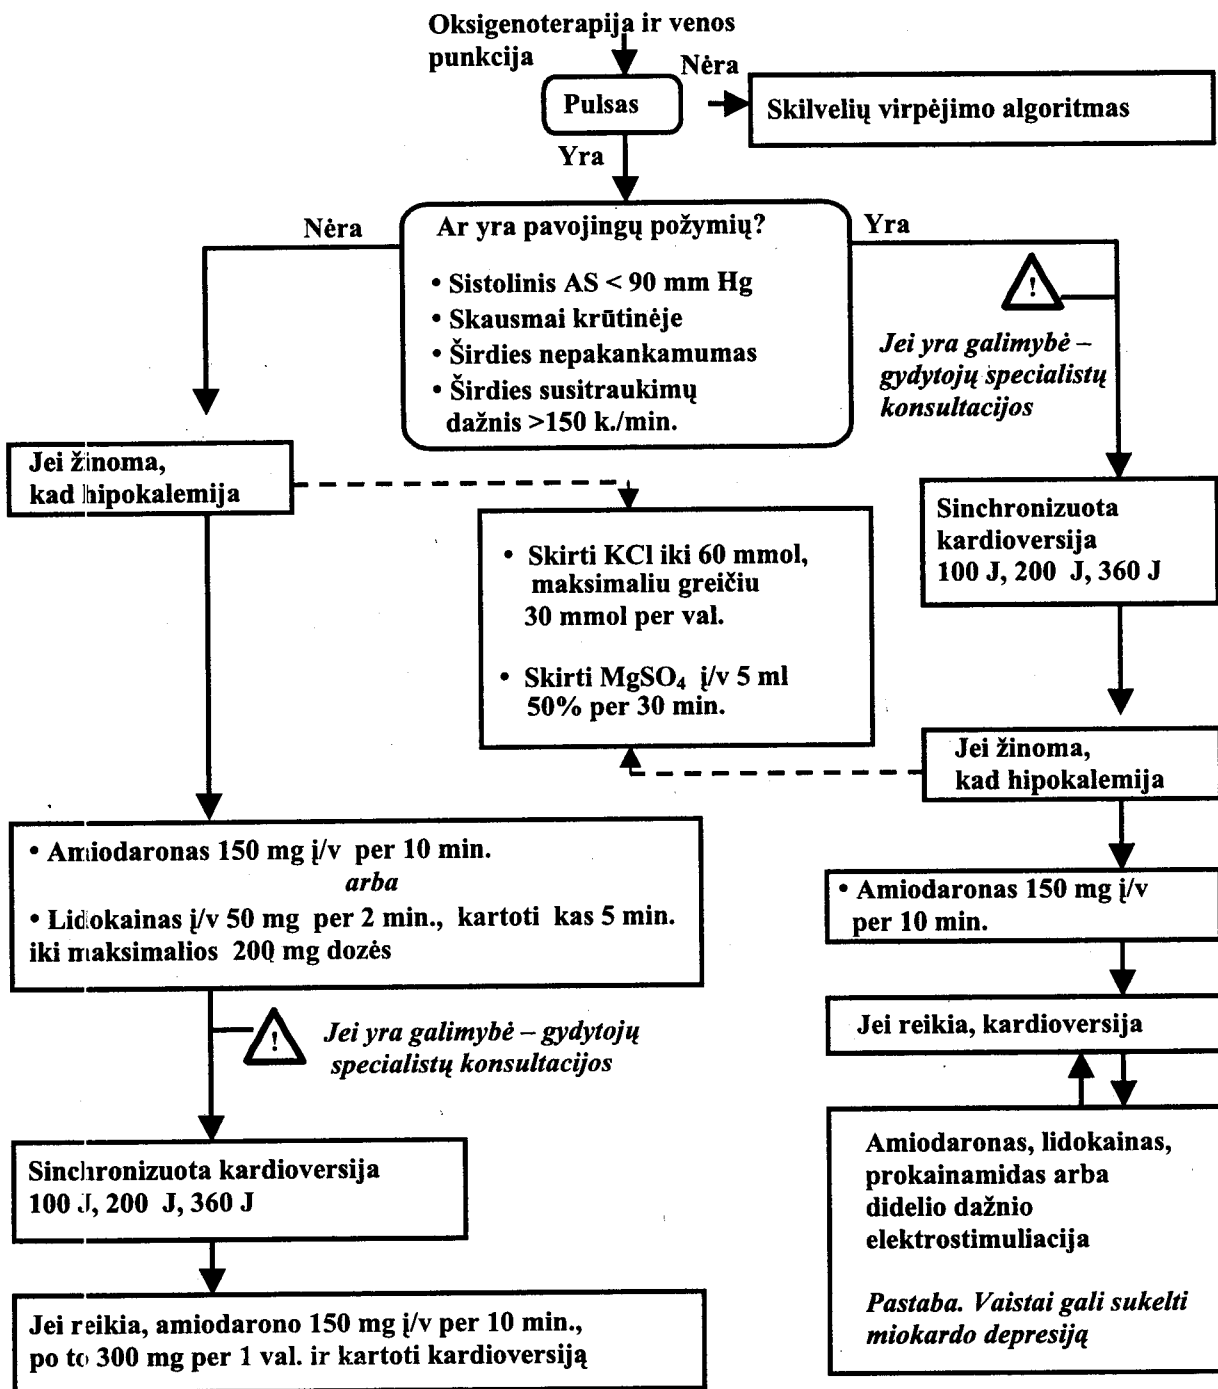 Oksigenoterapija ir venos
punkcija
Nėra
Pulsas
Skilvelių virpėjimo algoritmas
Yra
Nėra
Ar yra pavojingų požymių?
Yra
• Sistolinis AS < 90 mm Hg
• Skausmai krūtinėje
• Širdies nepakankamumas
• Širdies susitraukimų
dažnis >150 k./min.
!
Jei yra galimybė –
gydytojų specialistų
konsultacijos
Jei žinoma,
kad hipokalemija
Sinchronizuota
kardioversija
100 J, 200 J, 360 J
• Skirti KCl iki 60 mmol,
maksimaliu greičiu
30 mmol per val.
• Skirti MgSO₄ į/v 5 ml
50% per 30 min.
Jei žinoma,
kad hipokalemija
• Amiodaronas 150 mg į/v per 10 min.
arba
• Lidokainas į/v 50 mg per 2 min., kartoti kas 5 min.
iki maksimalios 200 mg dozės
• Amiodaronas 150 mg į/v
per 10 min.
!
Jei yra galimybė – gydytojų
specialistų konsultacijos
Jei reikia, kardioversija
Sinchronizuota kardioversija
100 J, 200 J, 360 J
Amiodaronas, lidokainas,
prokainamidas arba
didelio dažnio
elektrostimuliacija
Pastaba. Vaistai gali sukelti
miokardo depresiją
Jei reikia, amiodarono 150 mg į/v per 10 min.,
po to 300 mg per 1 val. ir kartoti kardioversiją